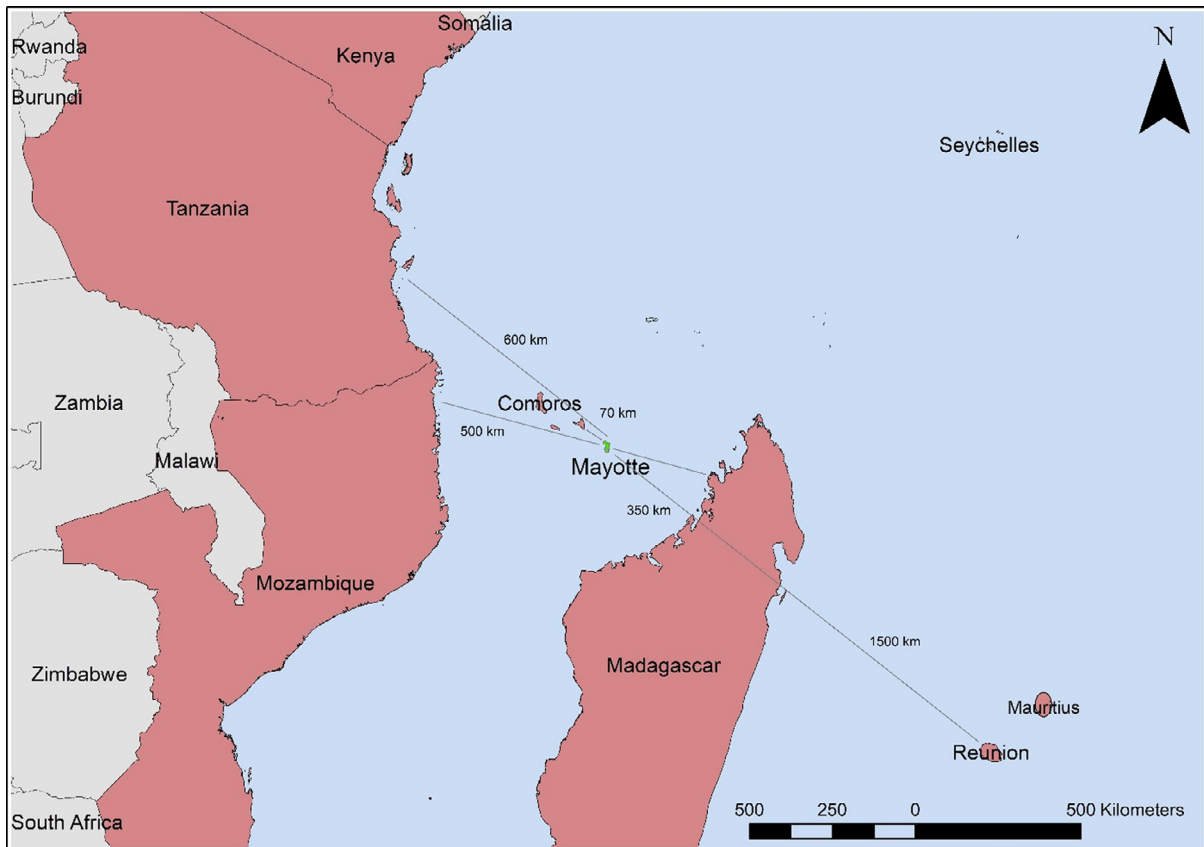 Somalia
N
Rwanda
Kenya
Burundi
Seychelles
Tanzania
600 km
Zambia
Comoros
70 km
500 km
Malawi
Mayotte
350 km
Mozambique
1500 km
Zimbabwe
Madagascar
Mauritius
Reunion
500 250 0 500 Kilometers
South Africa